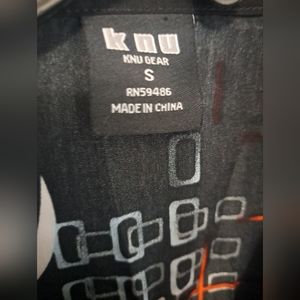 knu
KNU GEAR
S
RN59486
MADE IN CHINA